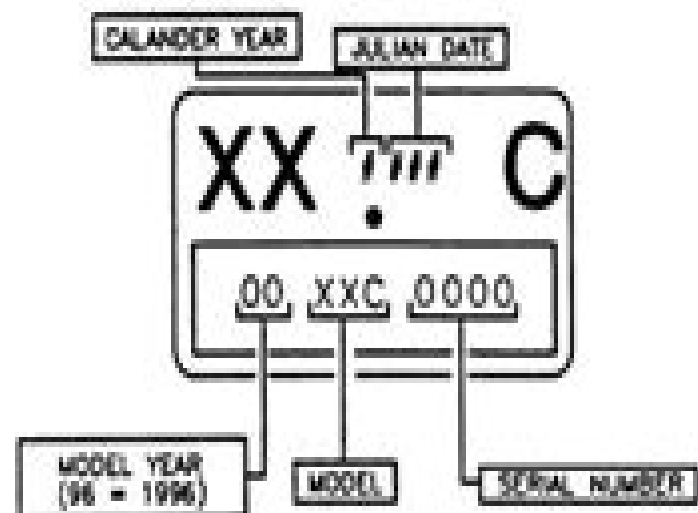 CALANDER YEAR
JULIAN DATE
XX C
00 XXC 0000
MODEL YEAR
(96 = 1996)
MODEL
SERIAL NUMBER